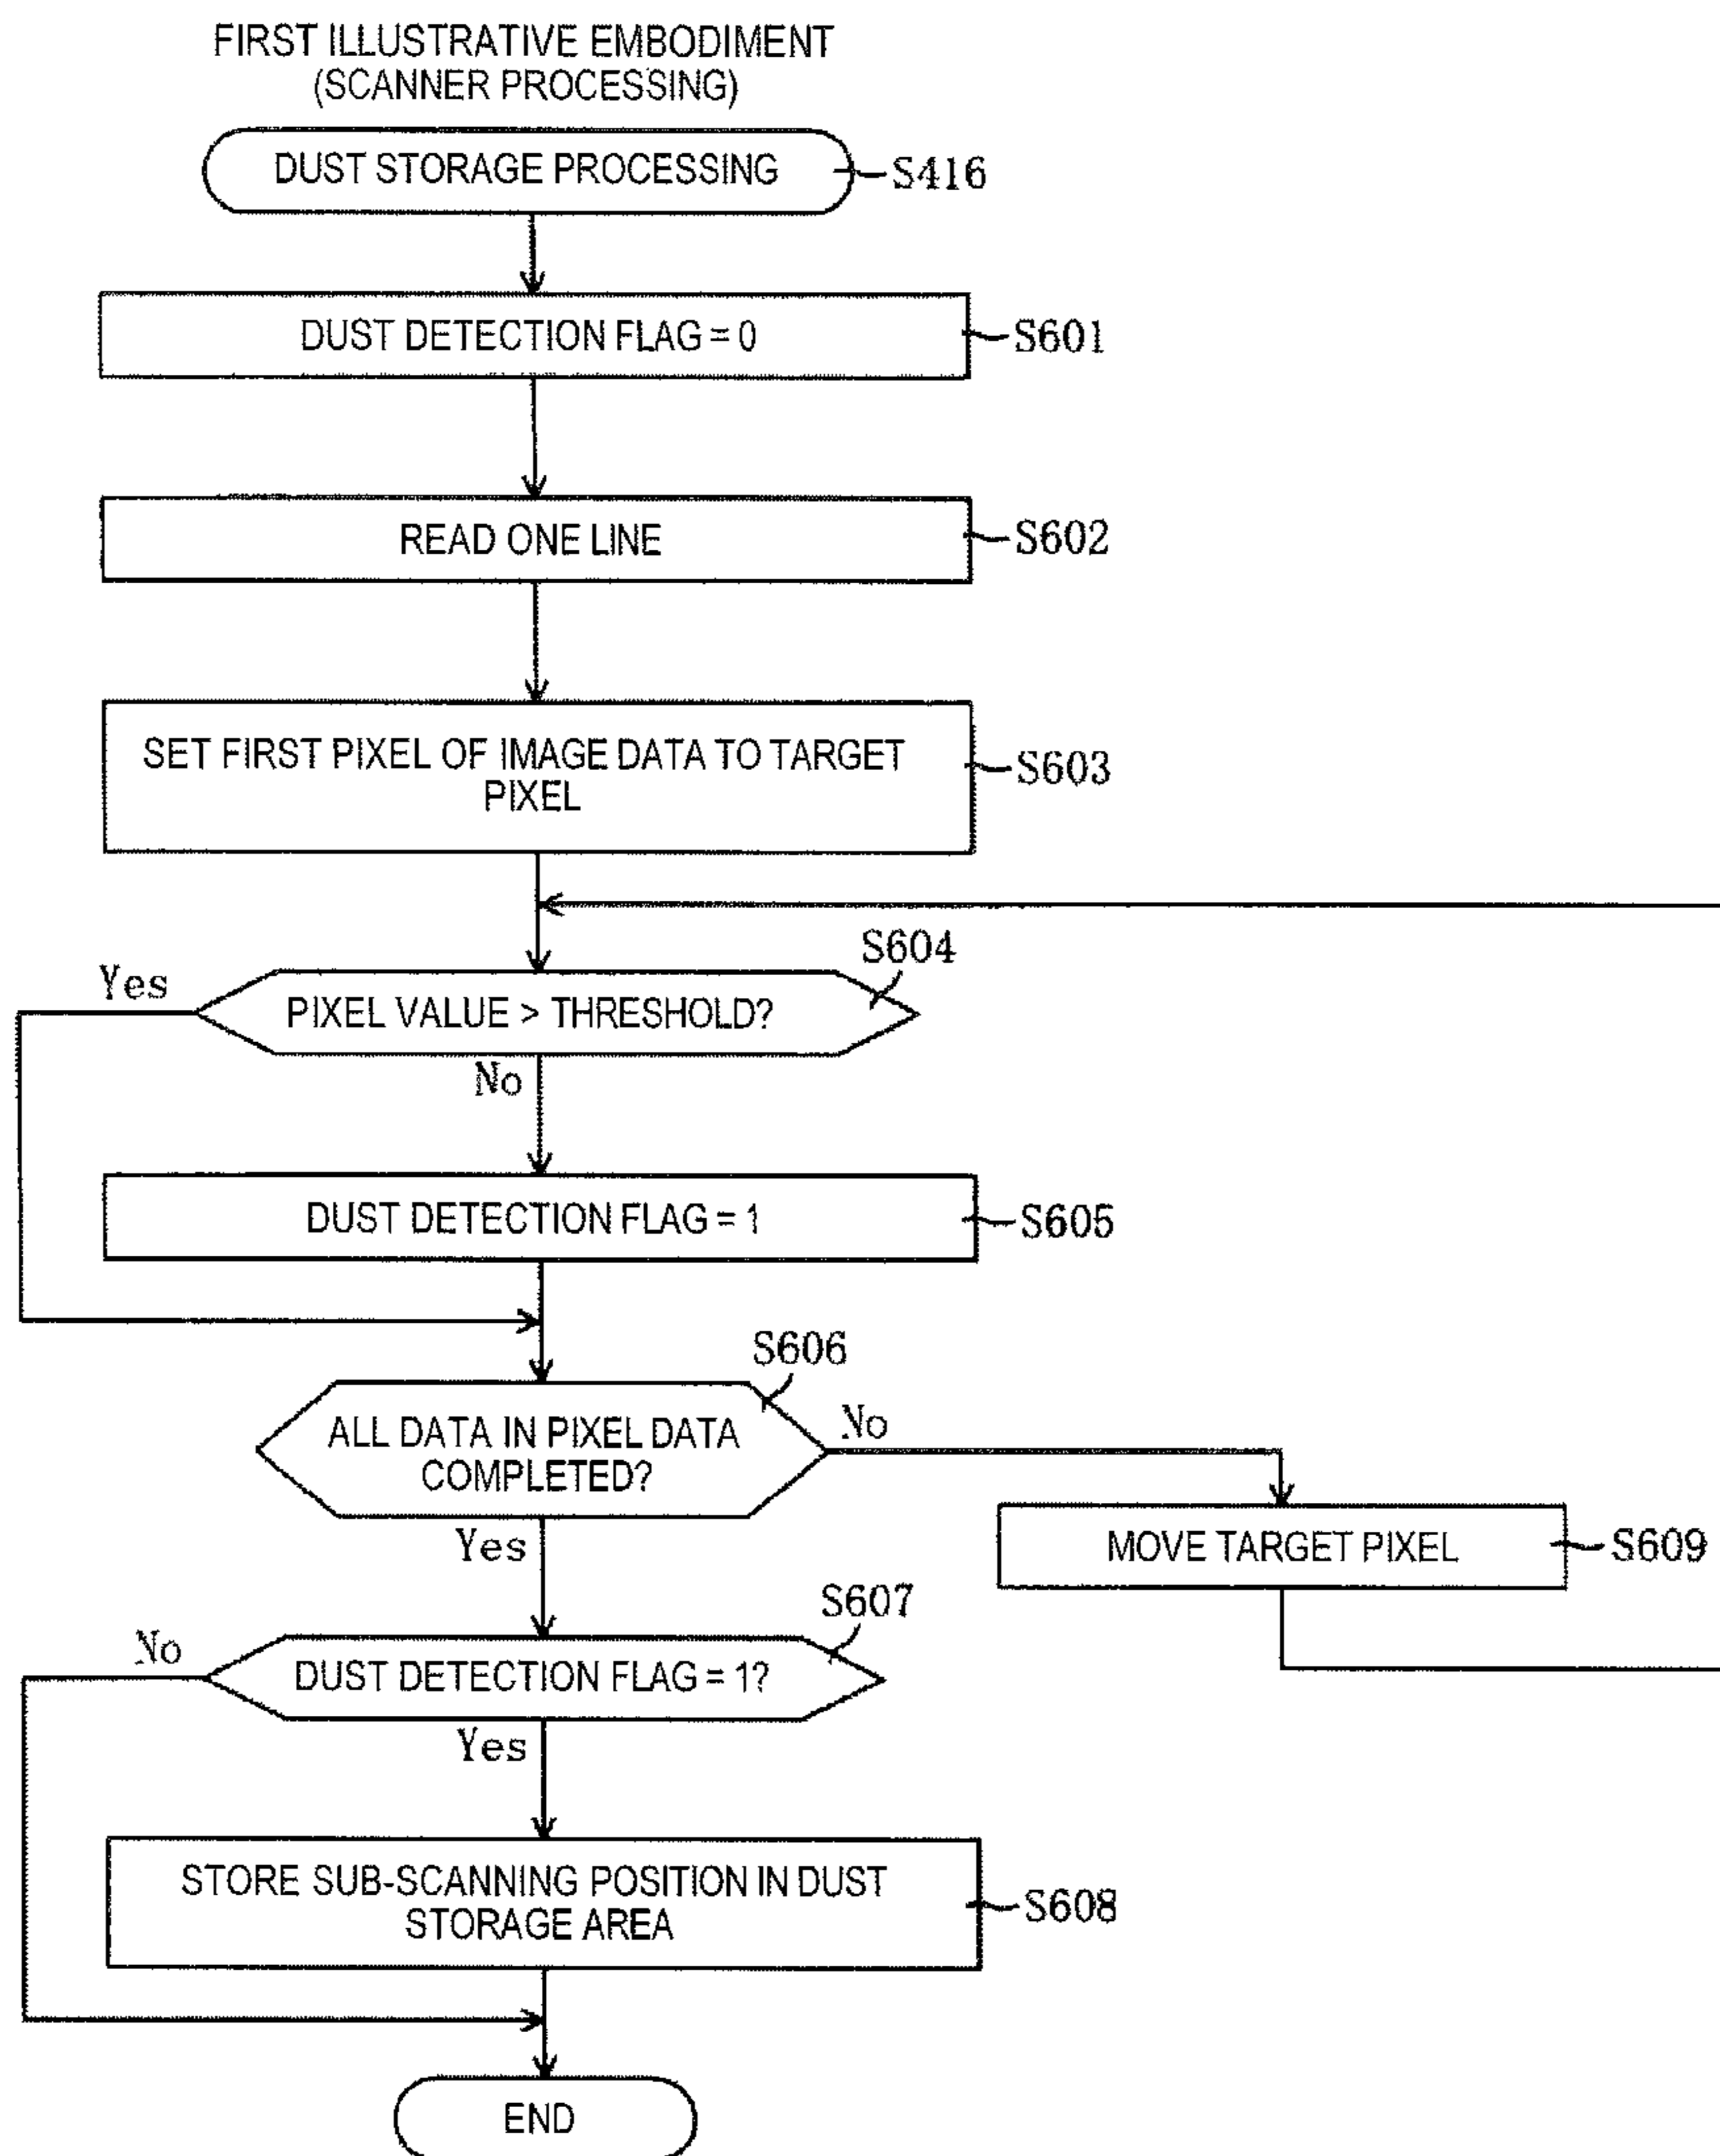 FIRST ILLUSTRATIVE EMBODIMENT
(SCANNER PROCESSING)
DUST STORAGE PROCESSING
S416
DUST DETECTION FLAG = 0
S601
READ ONE LINE
S602
SET FIRST PIXEL OF IMAGE DATA TO TARGET
PIXEL
S603
S604
Yes
PIXEL VALUE > THRESHOLD?
No
DUST DETECTION FLAG = 1
S605
S606
ALL DATA IN PIXEL DATA
COMPLETED?
No
Yes
MOVE TARGET PIXEL
S609
S607
No
DUST DETECTION FLAG = 1?
Yes
STORE SUB-SCANNING POSITION IN DUST
STORAGE AREA
S608
END